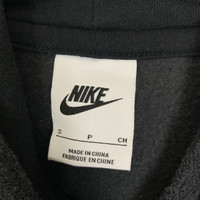 NIKE
S P CH
MADE IN CHINA
FABRIQUÉ EN CHINE